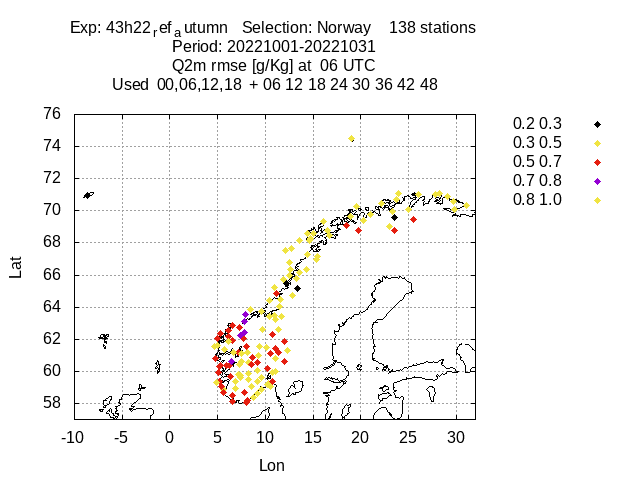 Exp: 43h22refautumn Selection: Norway 138 stations
Period: 20221001-20221031
Q2m rmse [g/Kg] at 06 UTC
Used 00,06,12,18 + 06 12 18 24 30 36 42 48
76
74
72
70
68
66
64
62
60
58
-10 -5 0 5 10 15 20 25 30
Lat
Lon
0.2 0.3
0.3 0.5
0.5 0.7
0.7 0.8
0.8 1.0